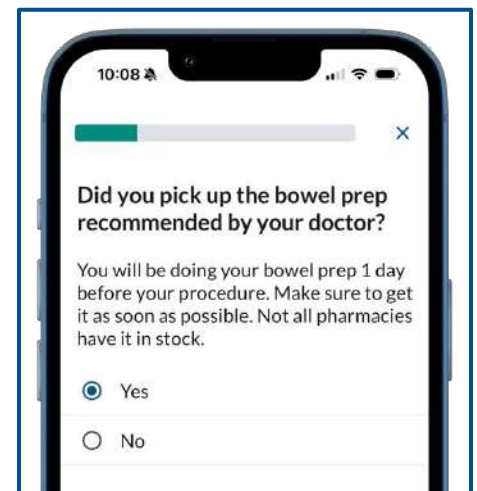 10:08
Did you pick up the bowel prep
recommended by your doctor?
You will be doing your bowel prep 1 day
before your procedure. Make sure to get
it as soon as possible. Not all pharmacies
have it in stock.
Yes
No